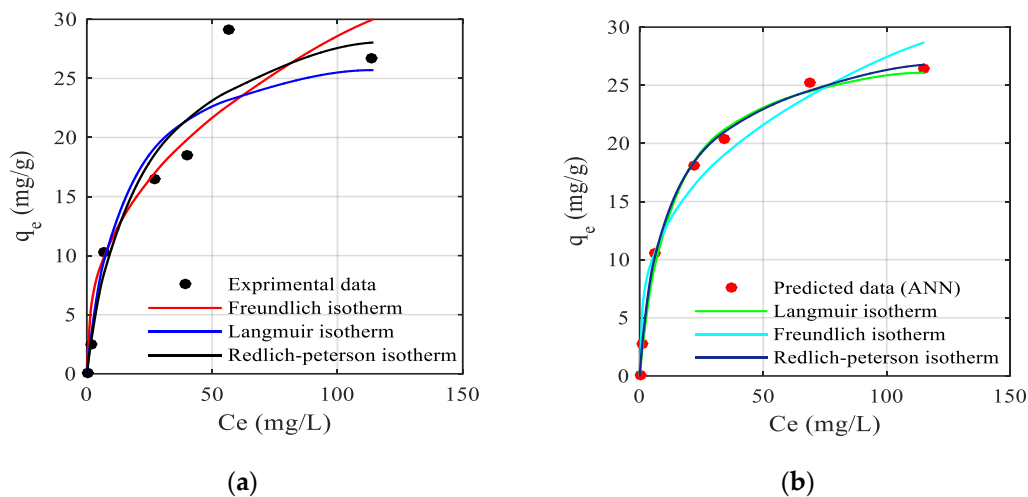 30
25
20
15
10
5
0
0
50
100
150
q_e (mg/g)
Ce (mg/L)
Exprimental data
Freundlich isotherm
Langmuir isotherm
Redlich-peterson isotherm
(a)
30
25
20
15
10
5
0
0
50
100
150
q_e (mg/g)
Ce (mg/L)
Predicted data (ANN)
Langmuir isotherm
Freundlich isotherm
Redlich-peterson isotherm
(b)